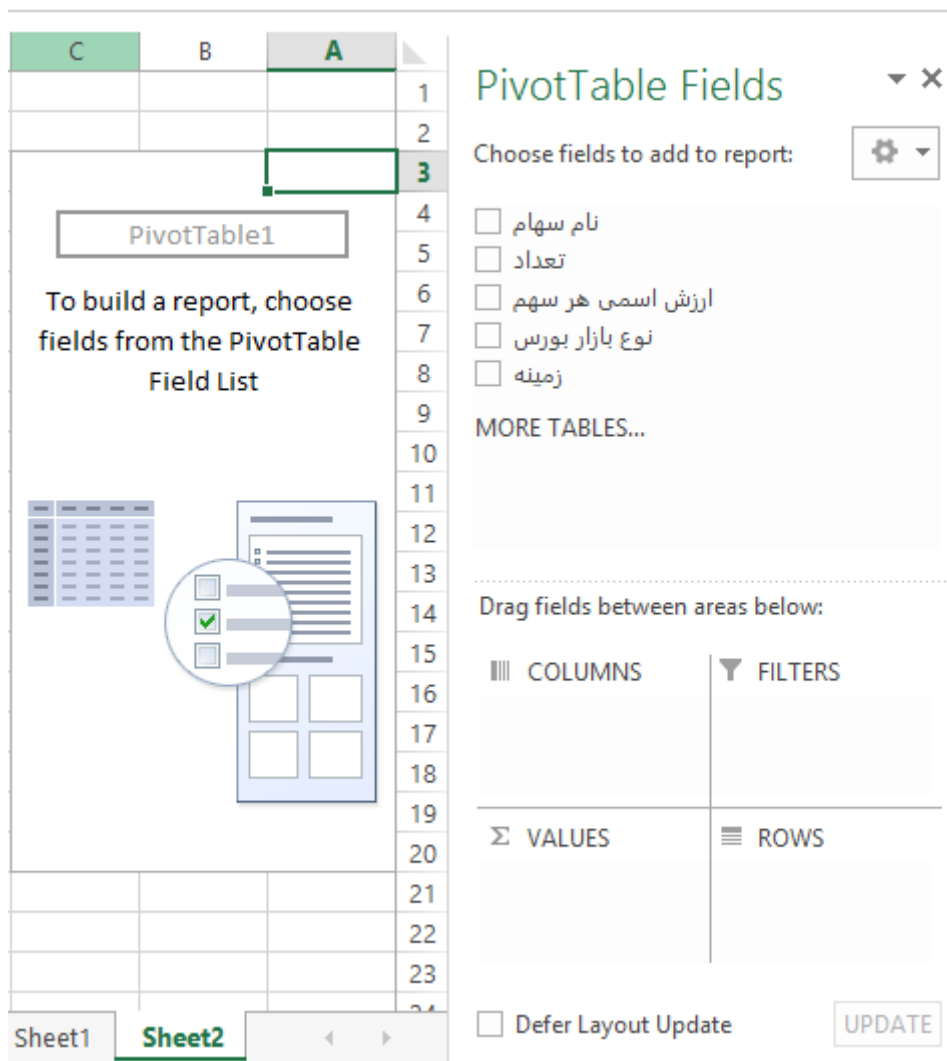 C B A
1
2
3
4
5
6
7
8
9
10
11
12
13
14
15
16
17
18
19
20
21
22
23
PivotTable1
To build a report, choose
fields from the PivotTable
Field List
Sheet1 Sheet2
PivotTable Fields
Choose fields to add to report:
نام سهام
تعداد
ارزش اسمی هر سهم
نوع بازار بورس
زمینه
MORE TABLES...
Drag fields between areas below:
COLUMNS FILTERS
Σ VALUES ROWS
Defer Layout Update UPDATE